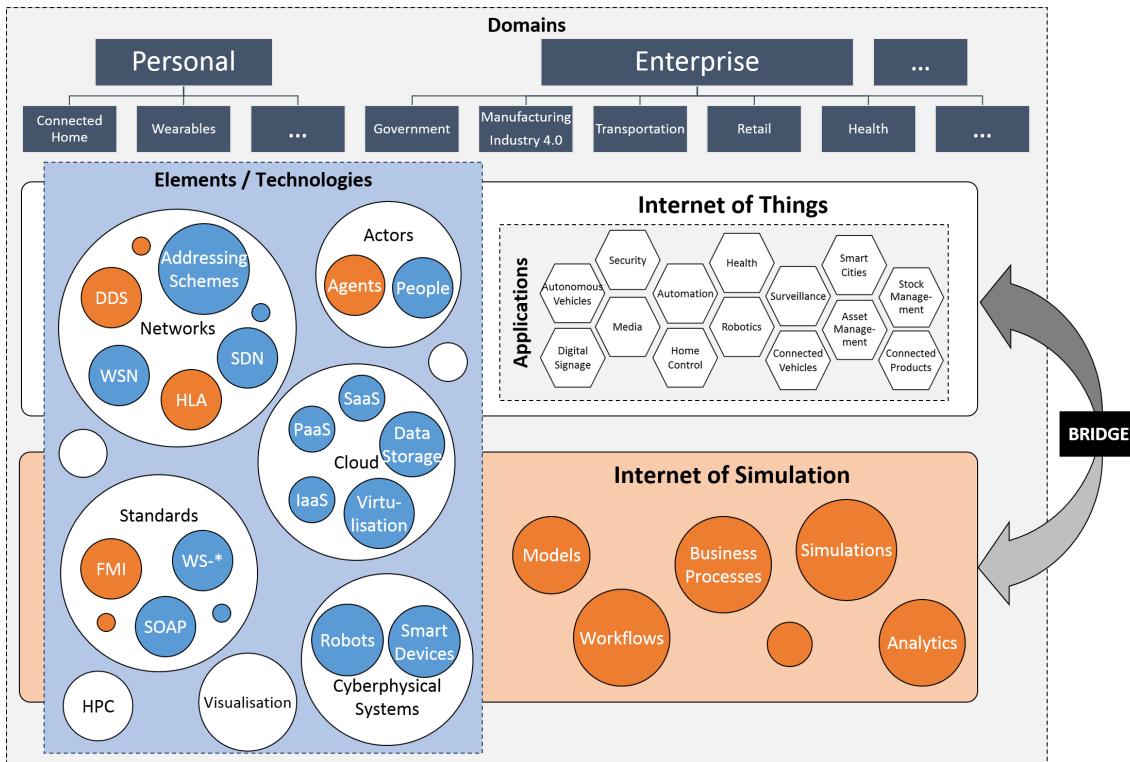 Domains
Personal
Enterprise
...
Connected
Home
Wearables
...
Government
Manufacturing
Industry 4.0
Transportation
Retail
Health
...
Elements / Technologies
Addressing
Schemes
DDS
Networks
WSN
SDN
HLA
Actors
Agents
People
SaaS
PaaS
Data
Storage
Cloud
IaaS
Virtu-
lisation
Standards
FMI
WS-*
SOAP
Robots
Smart
Devices
Cyberphysical
Systems
HPC
Visualisation
Internet of Things
Applications
Autonomous
Vehicles
Security
Automation
Health
Surveillance
Smart
Cities
Stock
Manage-
ment
Digital
Signage
Media
Home
Control
Robotics
Connected
Vehicles
Asset
Manage-
ment
Connected
Products
BRIDGE
Internet of Simulation
Models
Workflows
Business
Processes
Simulations
Analytics